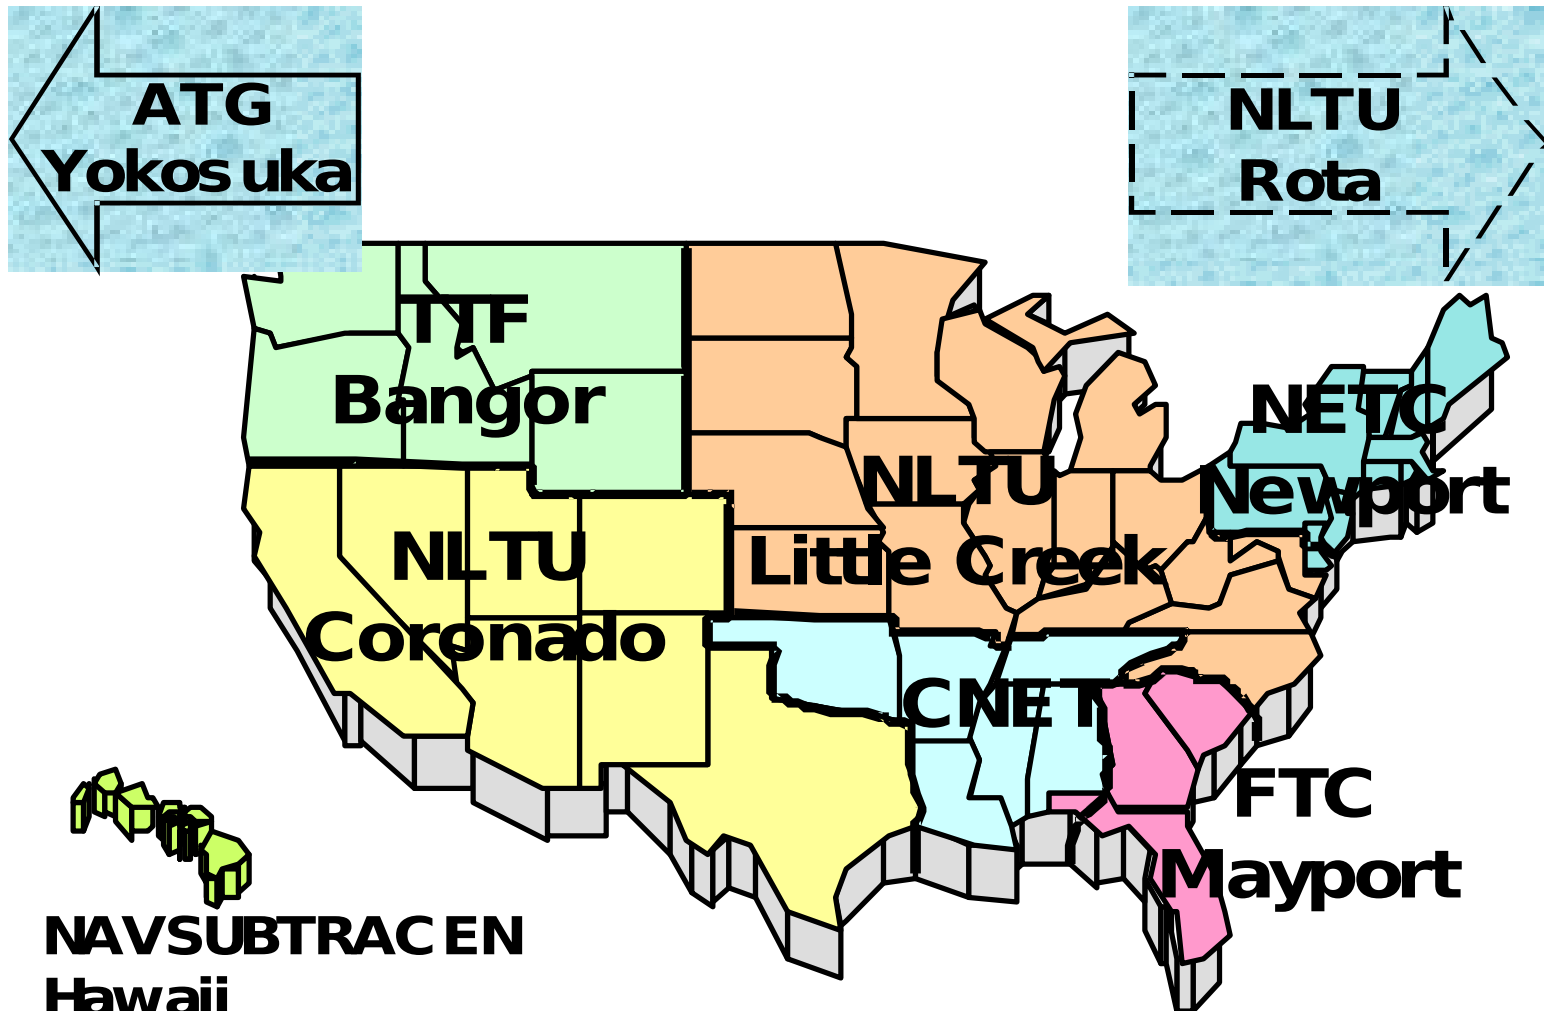 ATG
Yokosuka
NLTU
Rota
TTF
Bangor
NETC
Newport
NLTU
Little Creek
NLTU
Coronado
CNET
FTC
Mayport
NAVSUBTRACEN
Hawaii